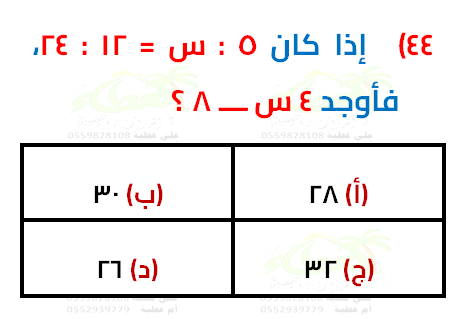 ٤٤) إذا كان ٥ : س = ١٢ : ٢٤،
فأوجد ٤ س — ٨ ؟
(أ) ٢٨
(ب) ٣٠
(ج) ٣٢
(د) ٢٦
علي عطيه 0559828108
علي عطيه 0559828108
ام عطيه 0552939779
ام عطيه 0552939779